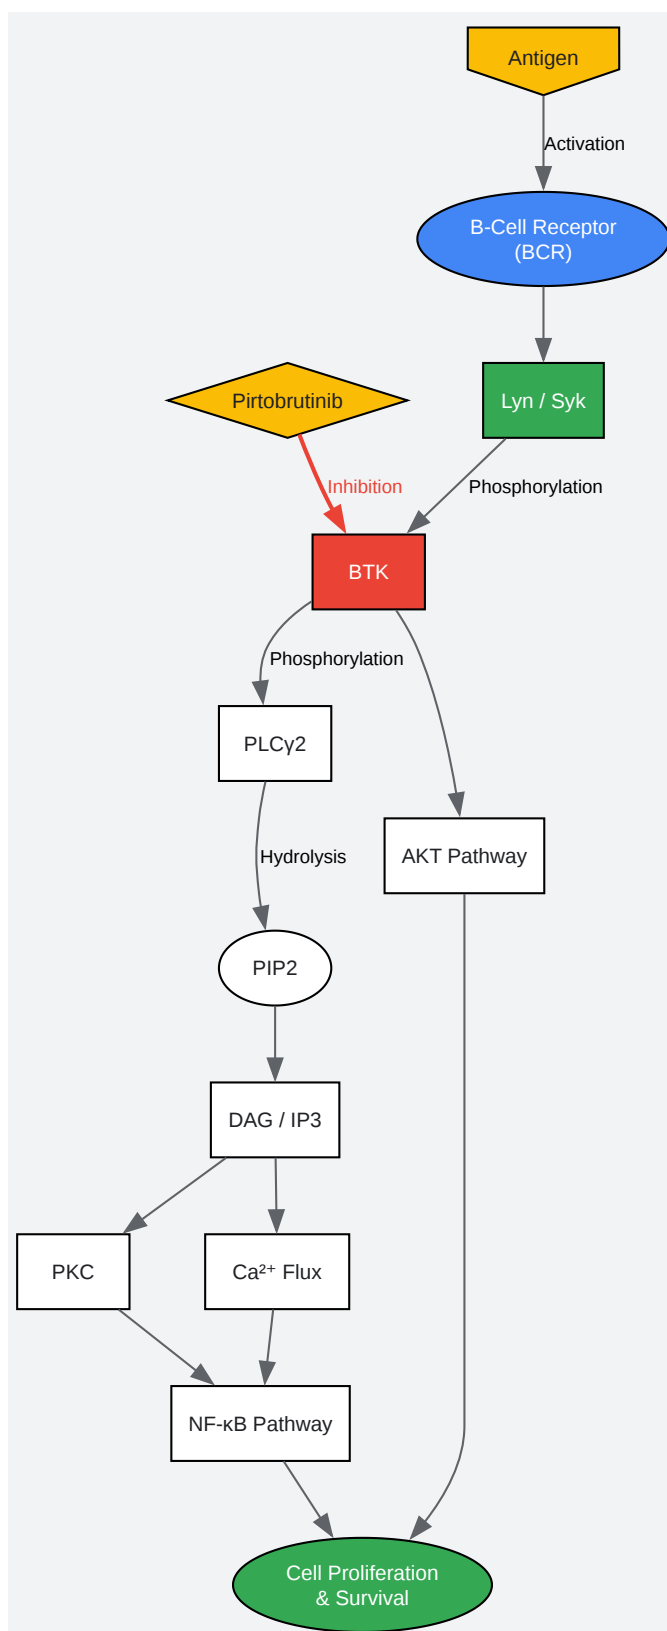 Antigen
Activation
B-Cell Receptor
(BCR)
Pirtobrutinib
Lyn / Syk
Inhibition
Phosphorylation
BTK
Phosphorylation
PLCγ2
AKT Pathway
Hydrolysis
PIP2
DAG / IP3
PKC
Ca²⁺ Flux
NF-κB Pathway
Cell Proliferation
& Survival